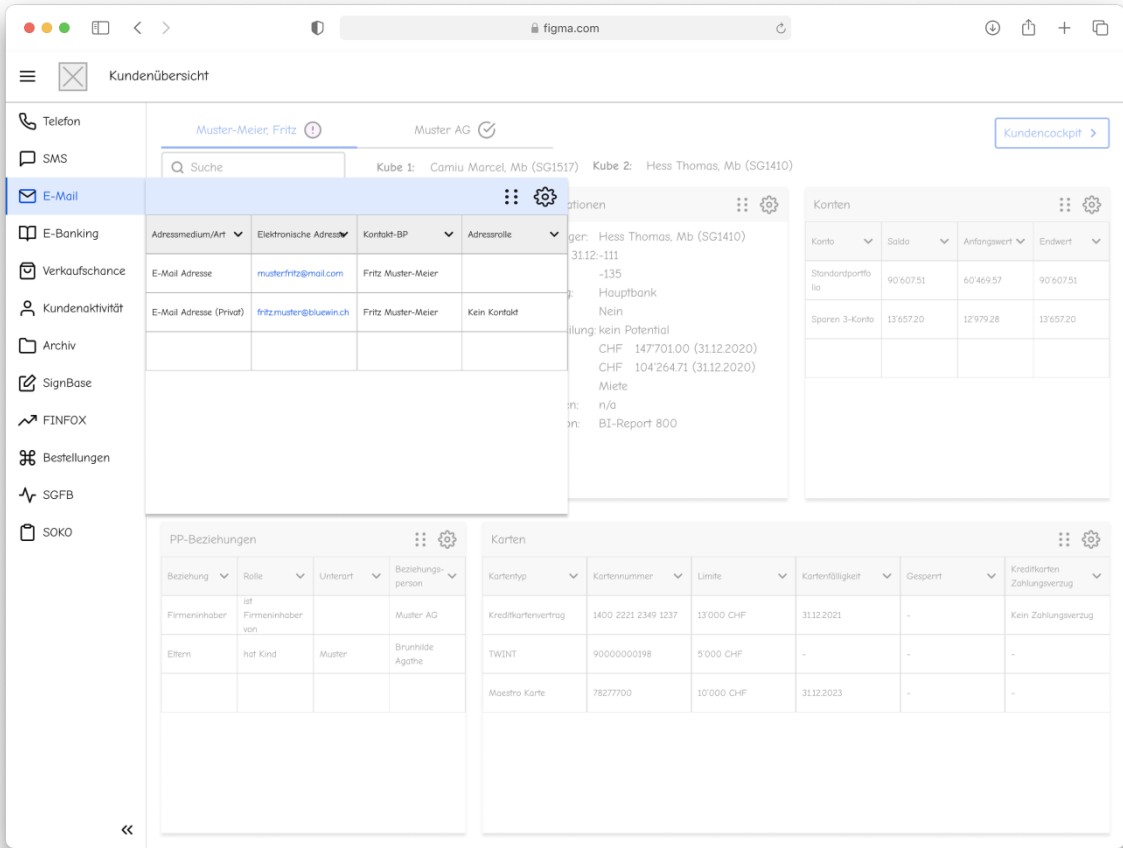 figma.com
Kundenübersicht
Telefon
SMS
E-Mail
E-Banking
Verkaufschance
Kundenaktivität
Archiv
SignBase
FINFOX
Bestellungen
SGFB
SOKO
Muster-Meier, Fritz
Muster AG
Kundencockpit
Suche
Kube 1: Camiu Marcel, Mb (SG1517) Kube 2: Hess Thomas, Mb (SG1410)
Adressmedium/Art Elektronische Adresse Kontakt-BP Adressrolle
E-Mail Adresse musterfritz@mail.com Fritz Muster-Meier
E-Mail Adresse (Privat) fritz.muster@bluewin.ch Fritz Muster-Meier Kein Kontakt
ationen
ger: Hess Thomas, Mb (SG1410)
31.12:-111
-135
g: Hauptbank
Nein
ilung: kein Potential
CHF 147'701.00 (31.12.2020)
CHF 104'264.71 (31.12.2020)
Miete
en: n/a
on: BI-Report 800
Konten
Konto Saldo Anfangswert Endwert
Standardportfo
lio
90'607.51 60'469.57 90'607.51
Sparen 3-Konto 13'657.20 12'979.28 13'657.20
PP-Beziehungen
Beziehung Rolle Unterart
Beziehungs-
person
Firmeninhaber
ist
Firmeninhaber
von
Muster AG
Eltern hat Kind Muster
Brunhilde
Agathe
Karten
Kartentyp Kartennummer Limite Kartenfälligkeit Gesperrt
Kreditkarten
Zahlungsverzug
Kreditkartenvertrag 1400 2221 2349 1237 13'000 CHF 31.12.2021 - Kein Zahlungsverzug
TWINT 90000000198 5'000 CHF - - -
Maestro Karte 78277700 10'000 CHF 31.12.2023 - -